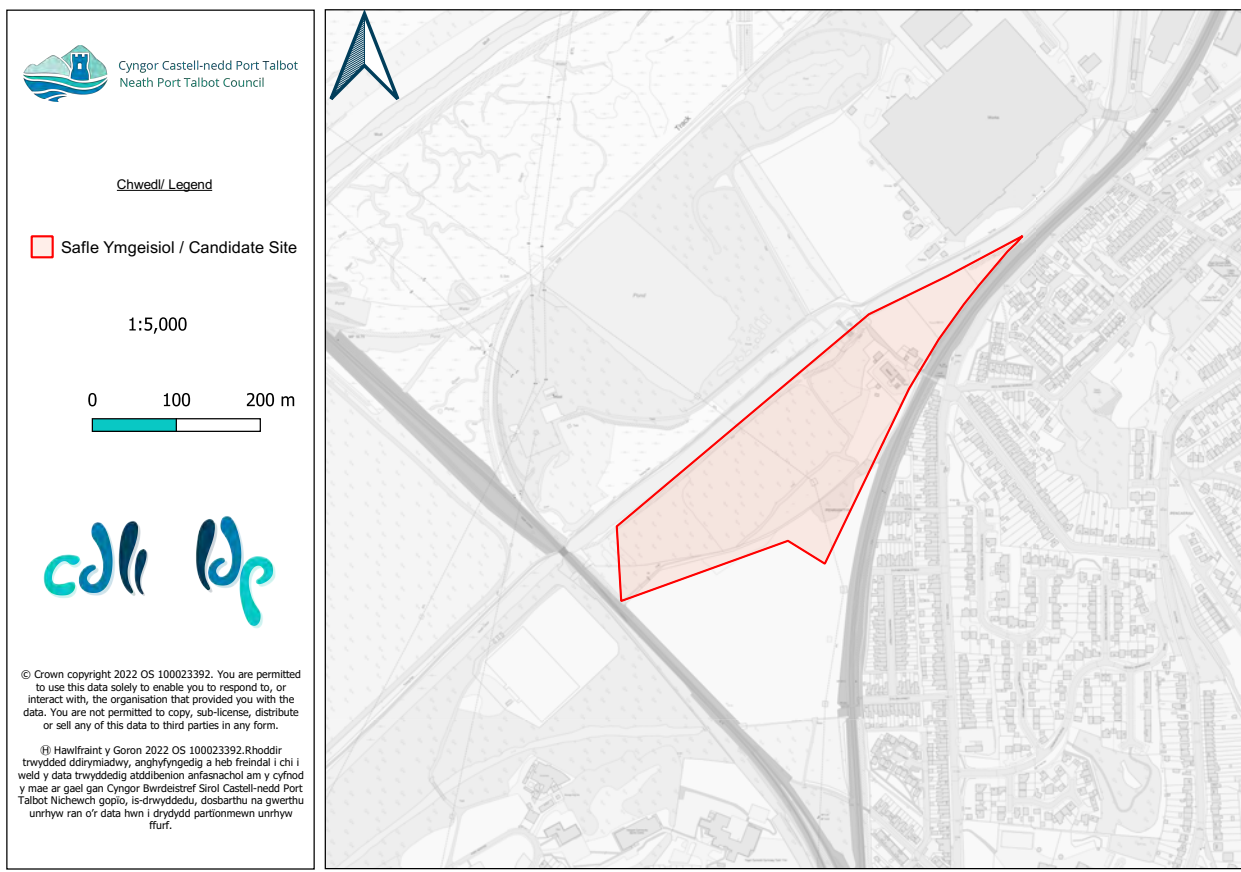 Cyngor Castell-nedd Port Talbot
Neath Port Talbot Council
Chwedl/ Legend
Safle Ymgeisiol / Candidate Site
1:5,000
0 100 200 m
cdll ldp
© Crown copyright 2022 OS 100023392. You are permitted
to use this data solely to enable you to respond to, or
interact with, the organisation that provided you with the
data. You are not permitted to copy, sub-license, distribute
or sell any of this data to third parties in any form.
Ⓗ Hawlfraint y Goron 2022 OS 100023392.Rhoddir
trwydded ddirymiadwy, anghyfyngedig a heb freindal i chi i
weld y data trwyddedig atddibenion anfasnachol am y cyfnod
y mae ar gael gan Cyngor Bwrdeistref Sirol Castell-nedd Port
Talbot Nichewch gopïo, is-drwyddedu, dosbarthu na gwerthu
unrhyw ran o'r data hwn i drydydd partïonmewn unrhyw
ffurf.
Track
Pond
Works